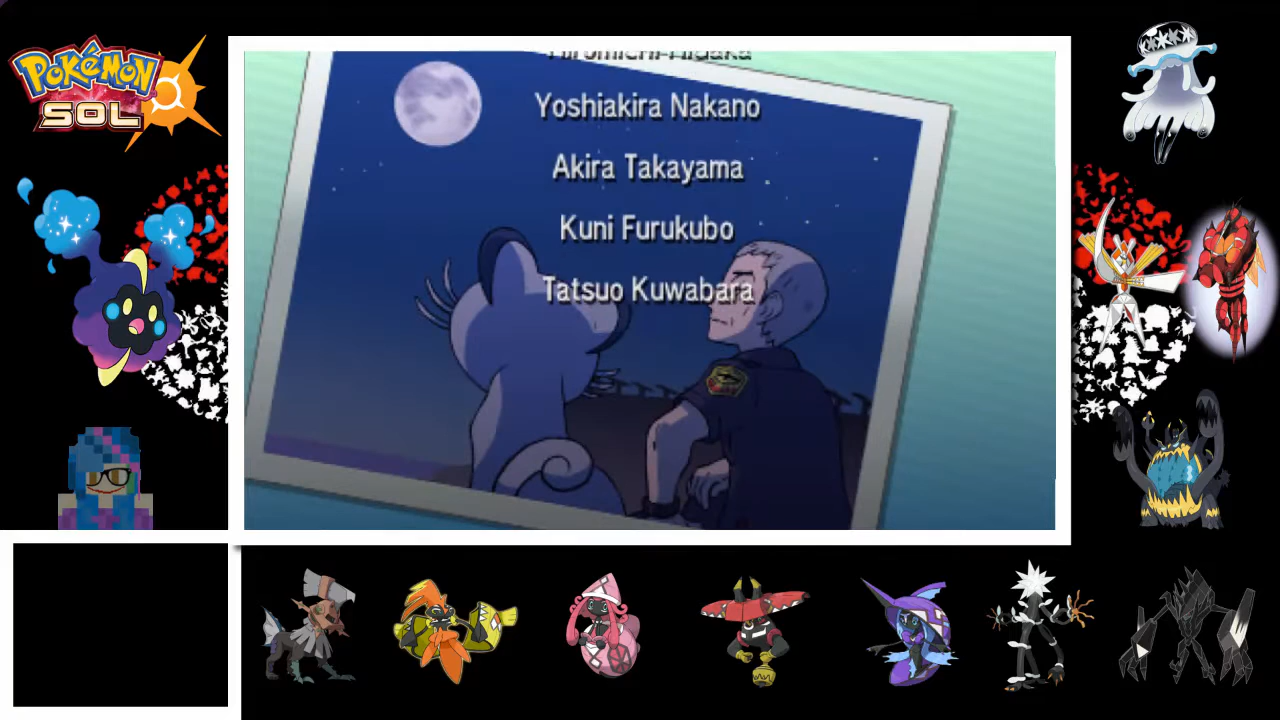 POKéMON
SOL
Yoshiakira Nakano
Akira Takayama
Kuni Furukubo
Tatsuo Kuwabara